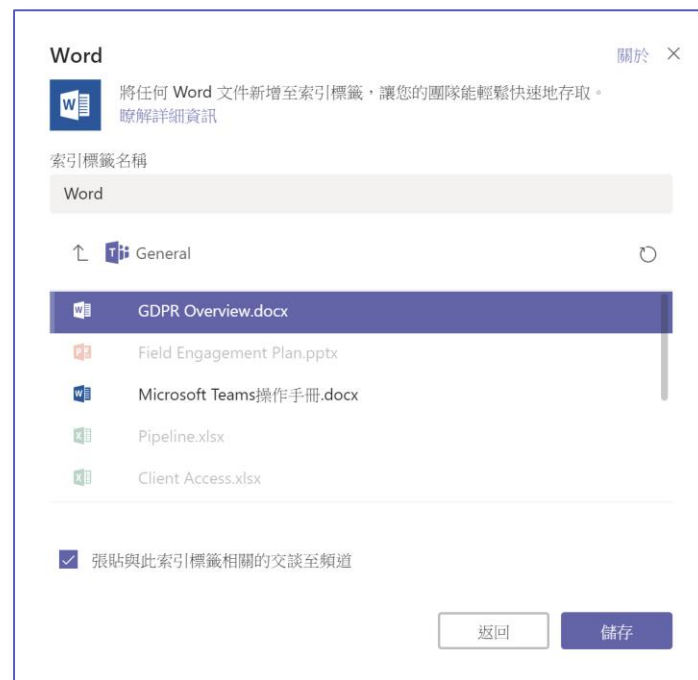 Word
關於
將任何 Word 文件新增至索引標籤，讓您的團隊能輕鬆快速地存取。
瞭解詳細資訊
索引標籤名稱
Word
General
GDPR Overview.docx
Field Engagement Plan.pptx
Microsoft Teams操作手冊.docx
Pipeline.xlsx
Client Access.xlsx
張貼與此索引標籤相關的交談至頻道
返回
儲存